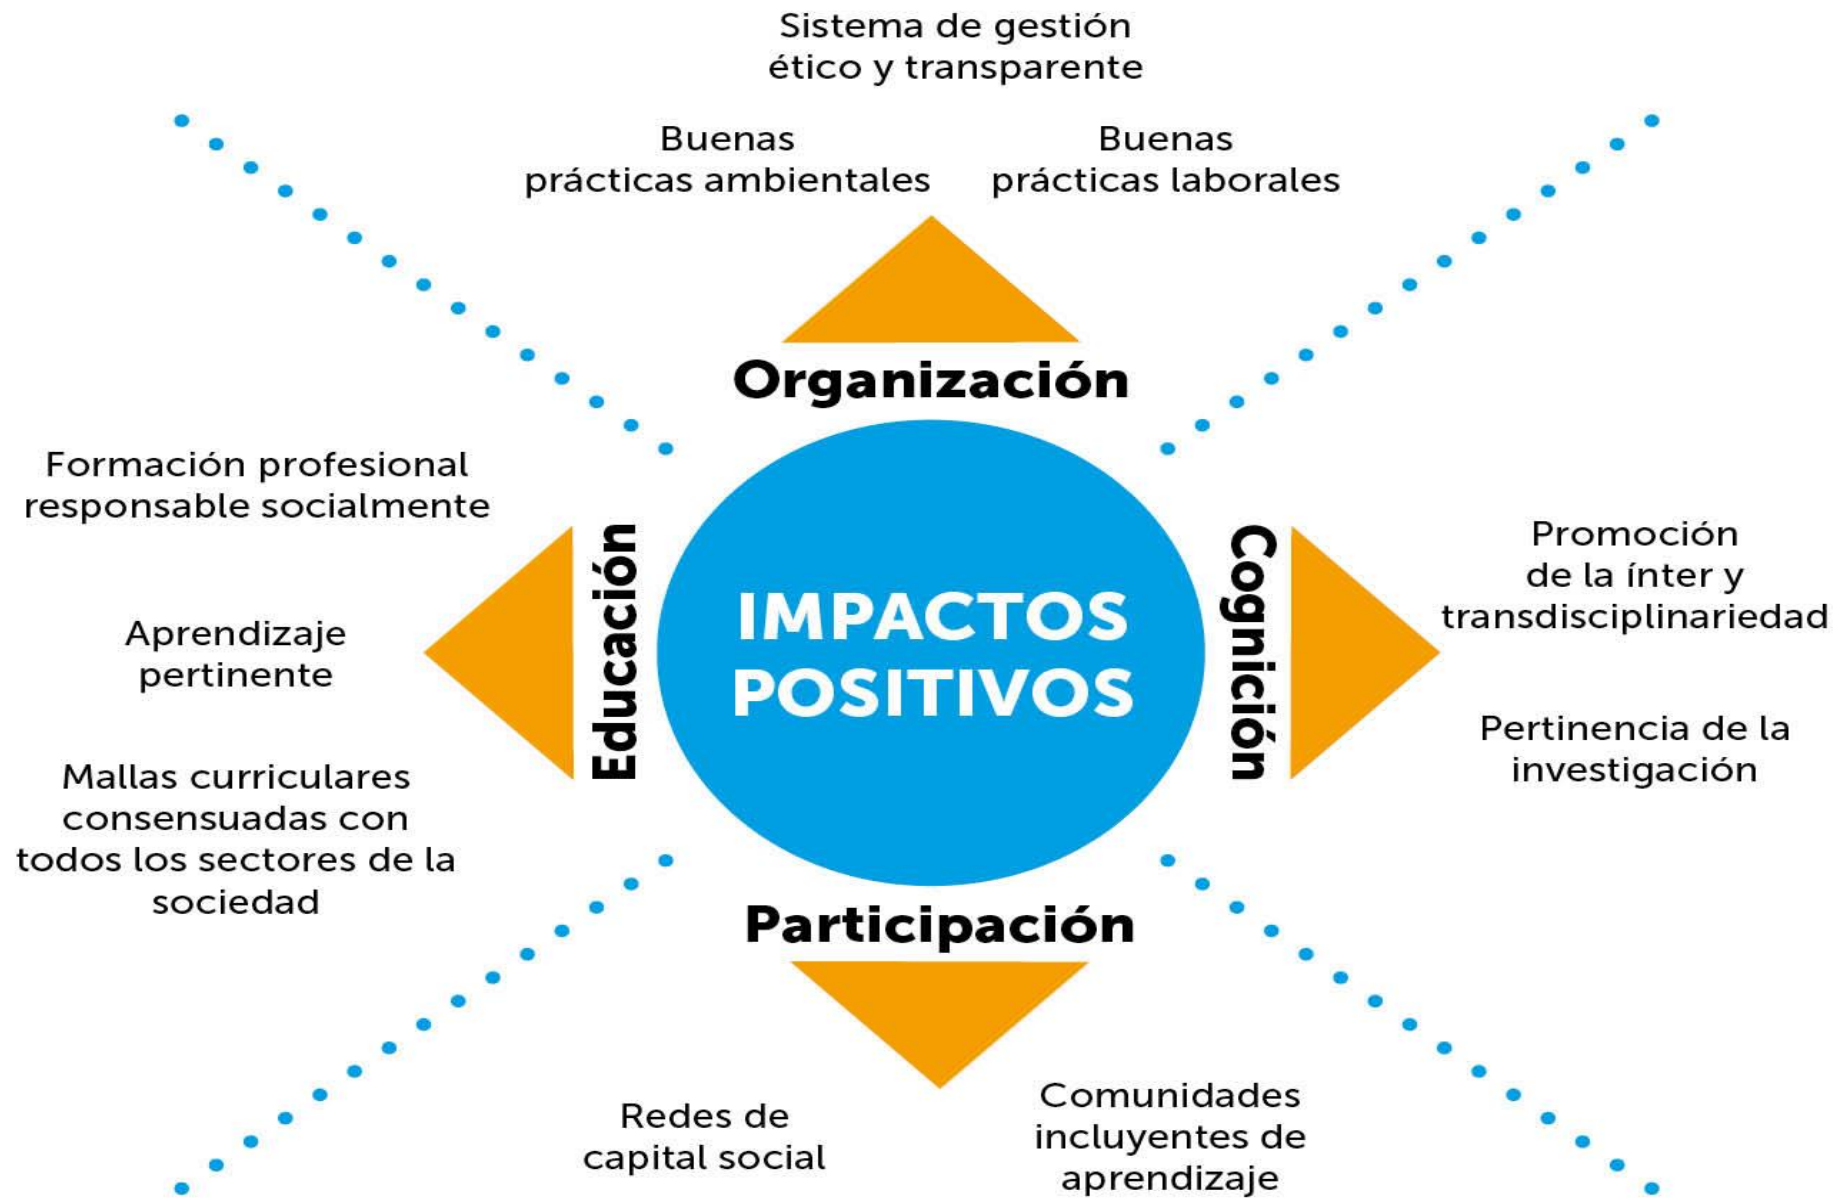 Sistema de gestión
ético y transparente
Buenas
prácticas ambientales
Buenas
prácticas laborales
Organización
Formación profesional
responsable socialmente
Aprendizaje
pertinente
Mallas curriculares
consensuadas con
todos los sectores de la
sociedad
Educación
IMPACTOS
POSITIVOS
Cognición
Promoción
de la ínter y
transdisciplinariedad
Pertinencia de la
investigación
Participación
Redes de
capital social
Comunidades
incluyentes de
aprendizaje